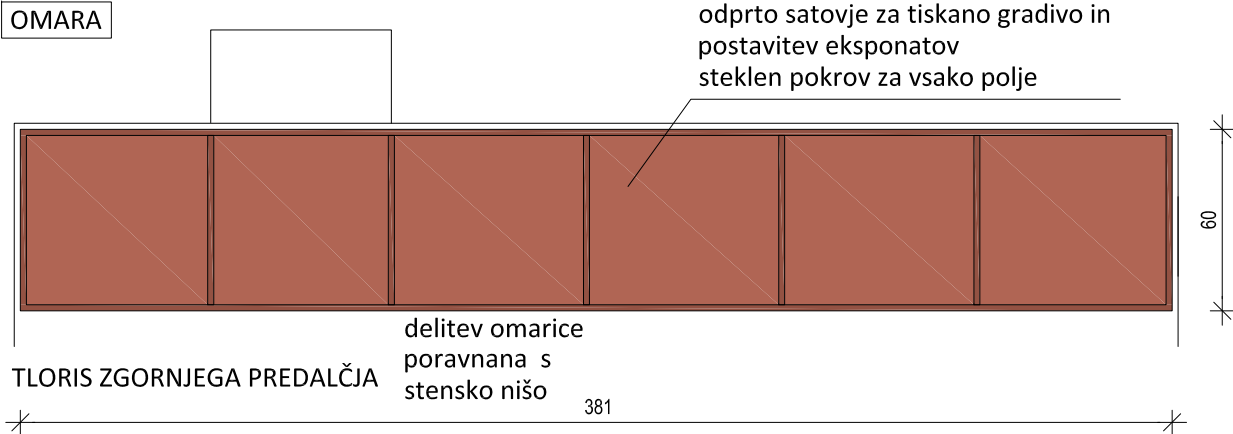 OMARA
odprto satovje za tiskano gradivo in
postavitev eksponatov
steklen pokrov za vsako polje
60
delitev omarice
poravnana s
stensko nišo
TLORIS ZGORNJEGA PREDALČJA
381